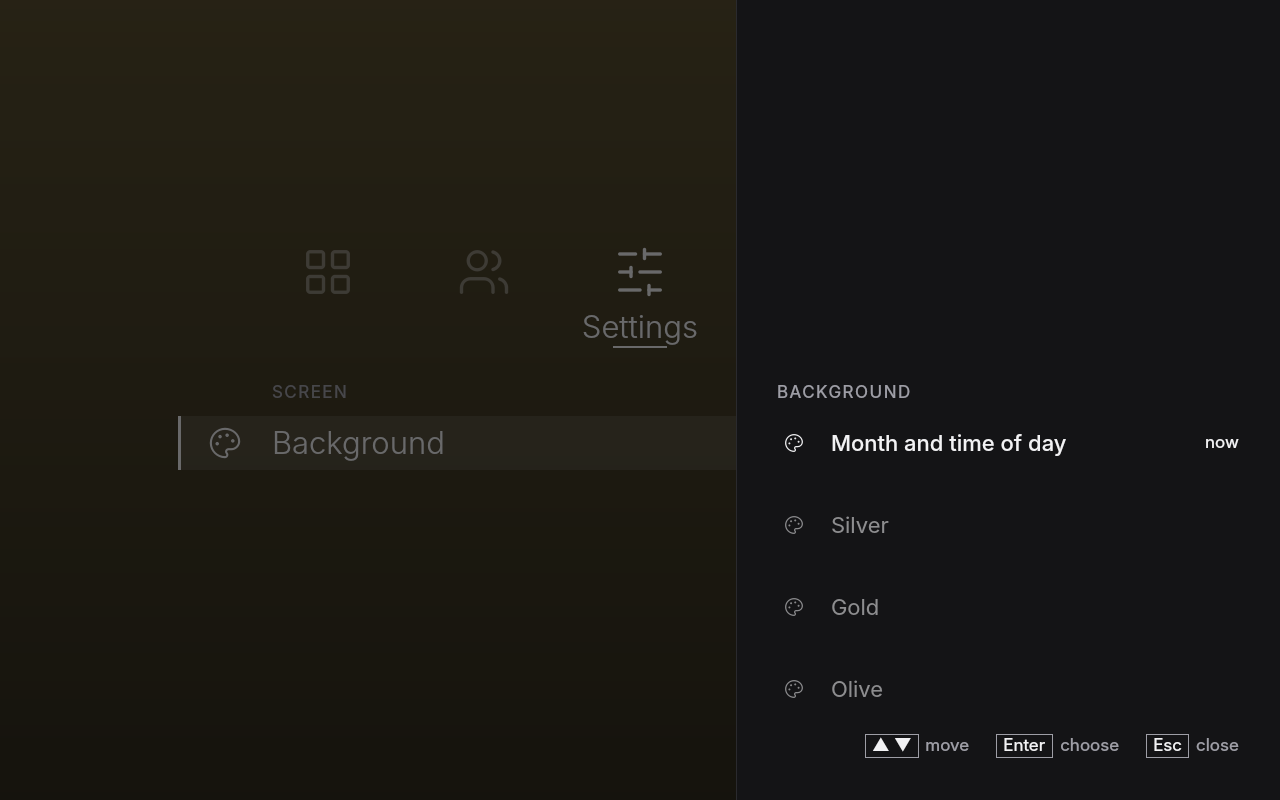 Settings
SCREEN
Background
BACKGROUND
Month and time of day now
Silver
Gold
Olive
▲▼ move Enter choose Esc close